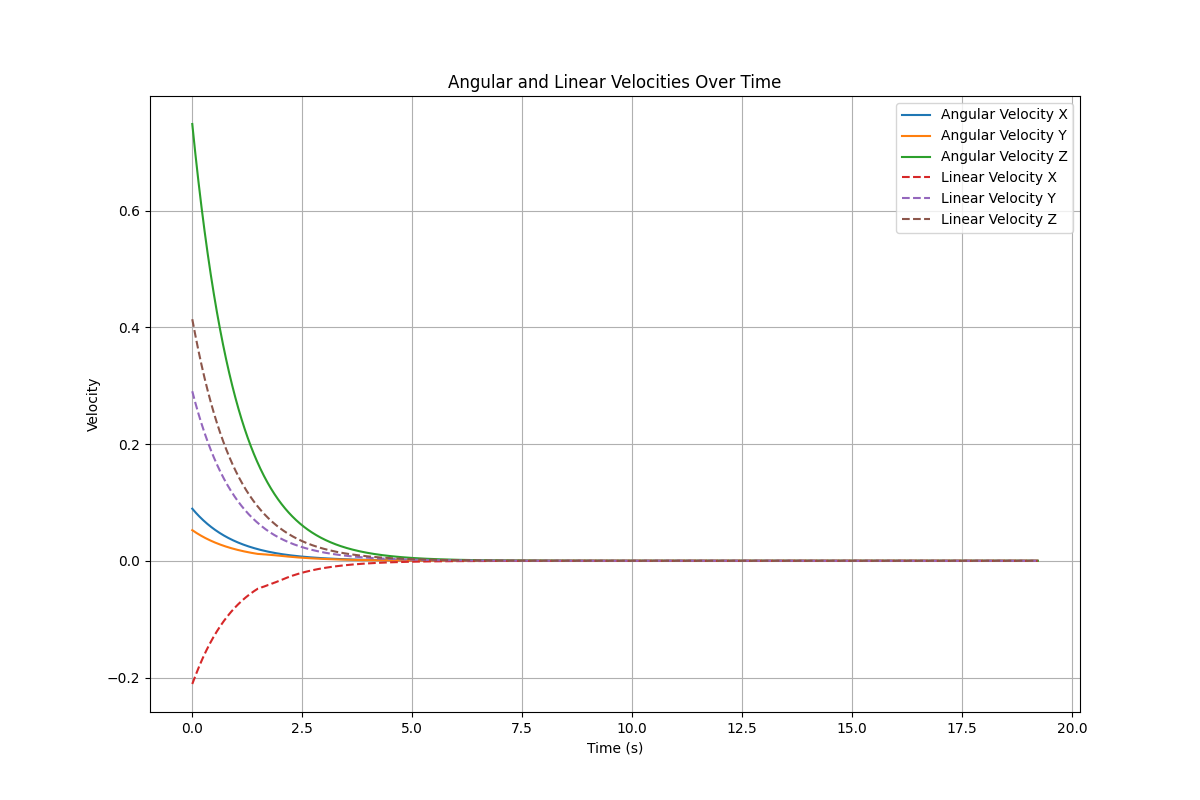 Angular and Linear Velocities Over Time
Angular Velocity X
Angular Velocity Y
Angular Velocity Z
Linear Velocity X
Linear Velocity Y
Linear Velocity Z
Velocity
0.6
0.4
0.2
0.0
−0.2
0.0 2.5 5.0 7.5 10.0 12.5 15.0 17.5 20.0
Time (s)